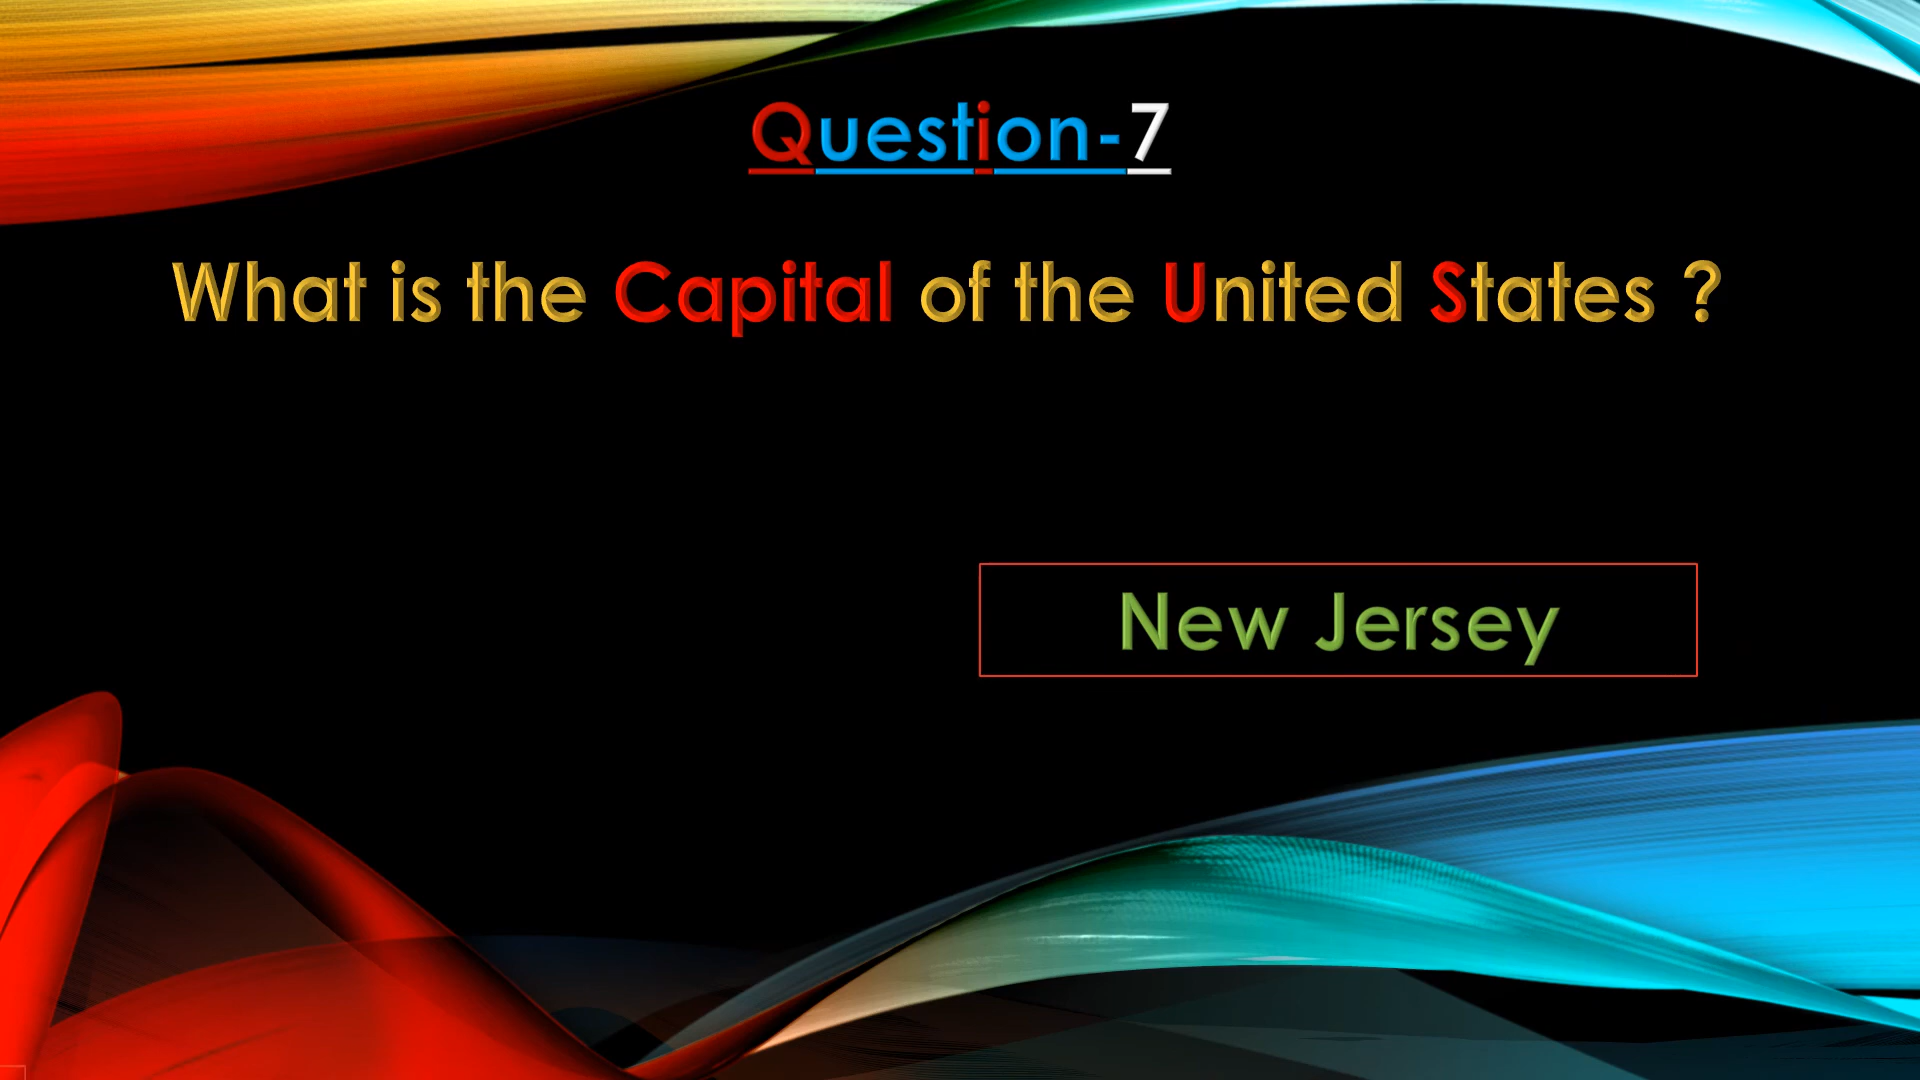 Question-7
What is the Capital of the United States ?
New Jersey